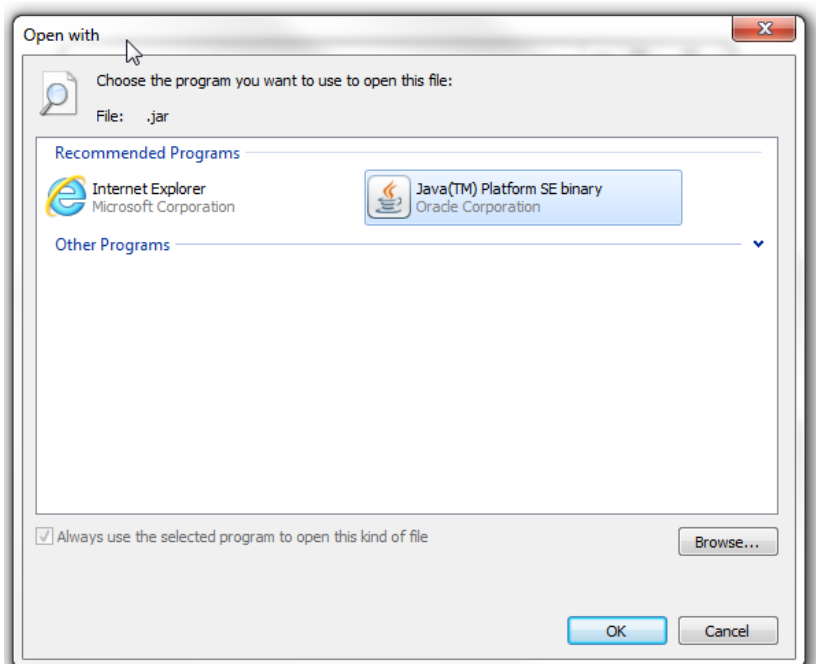 Open with
Choose the program you want to use to open this file:
File: .jar
Recommended Programs
Internet Explorer
Microsoft Corporation
Java(TM) Platform SE binary
Oracle Corporation
Other Programs
Always use the selected program to open this kind of file
Browse...
OK
Cancel